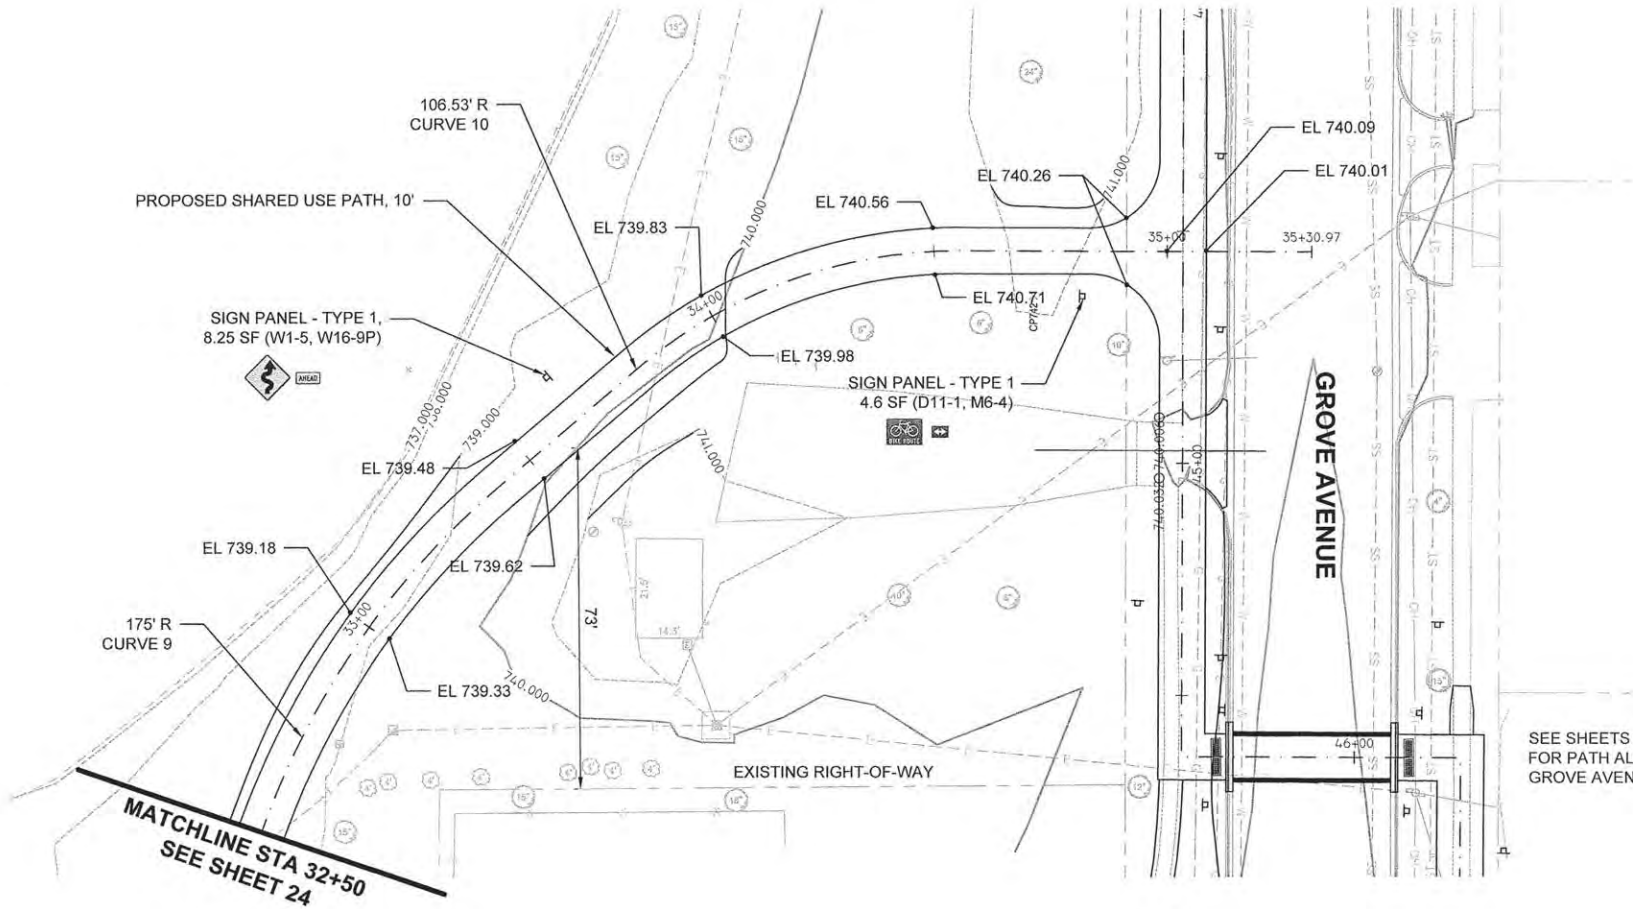 106.53' R
CURVE 10
PROPOSED SHARED USE PATH, 10'
EL 739.83
EL 740.56
EL 740.26
EL 740.09
EL 740.01
35+00
35+30.97
34+00
740.000
741.000
SIGN PANEL - TYPE 1,
8.25 SF (W1-5, W16-9P)
AHEAD
EL 740.71
EL 739.98
SIGN PANEL - TYPE 1
4.6 SF (D11-1, M6-4)
BIKE ROUTE
737.000
739.000
EL 739.48
741.000
GROVE AVENUE
45+00
EL 739.18
EL 739.62
33+00
73'
21.5'
14.3'
175' R
CURVE 9
EL 739.33
740.000
EXISTING RIGHT-OF-WAY
46+00
SEE SHEETS
FOR PATH AL
GROVE AVEN
MATCHLINE STA 32+50
SEE SHEET 24